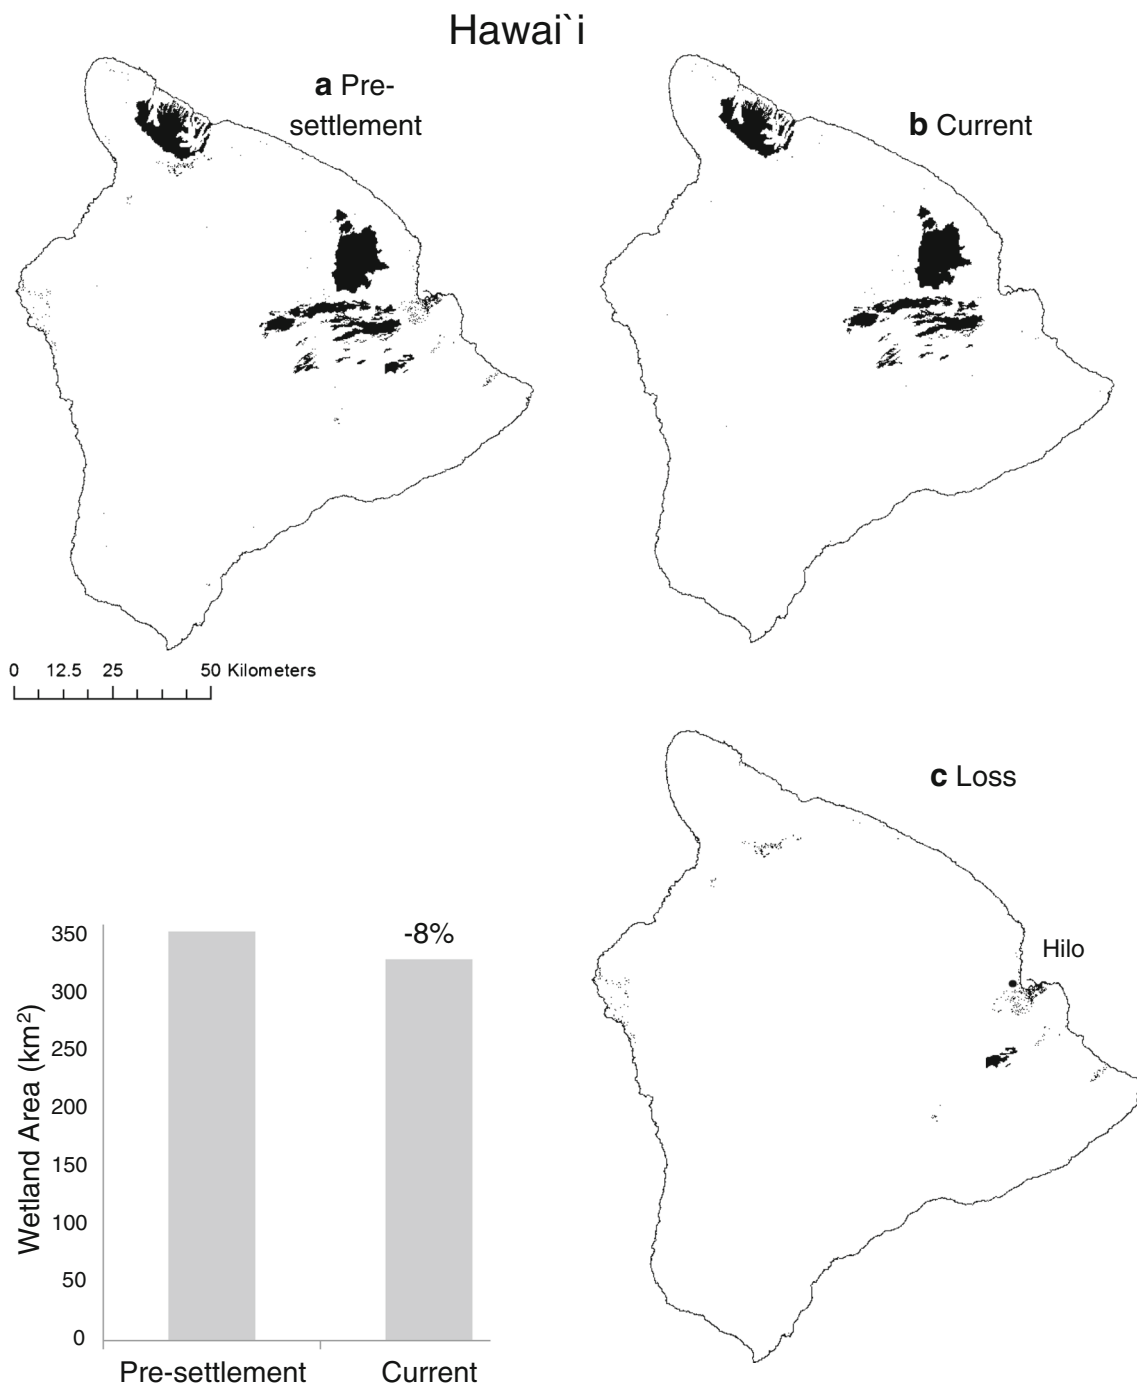 Hawai`i
a Pre-
settlement
b Current
0 12.5 25 50 Kilometers
c Loss
Hilo
-8%
Wetland Area (km²)
350
300
250
200
150
100
50
0
Pre-settlement Current